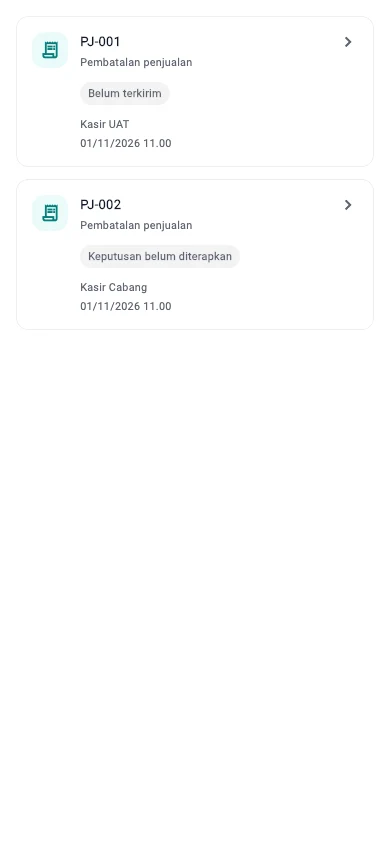 PJ-001
Pembatalan penjualan
Belum terkirim
Kasir UAT
01/11/2026 11.00
PJ-002
Pembatalan penjualan
Keputusan belum diterapkan
Kasir Cabang
01/11/2026 11.00